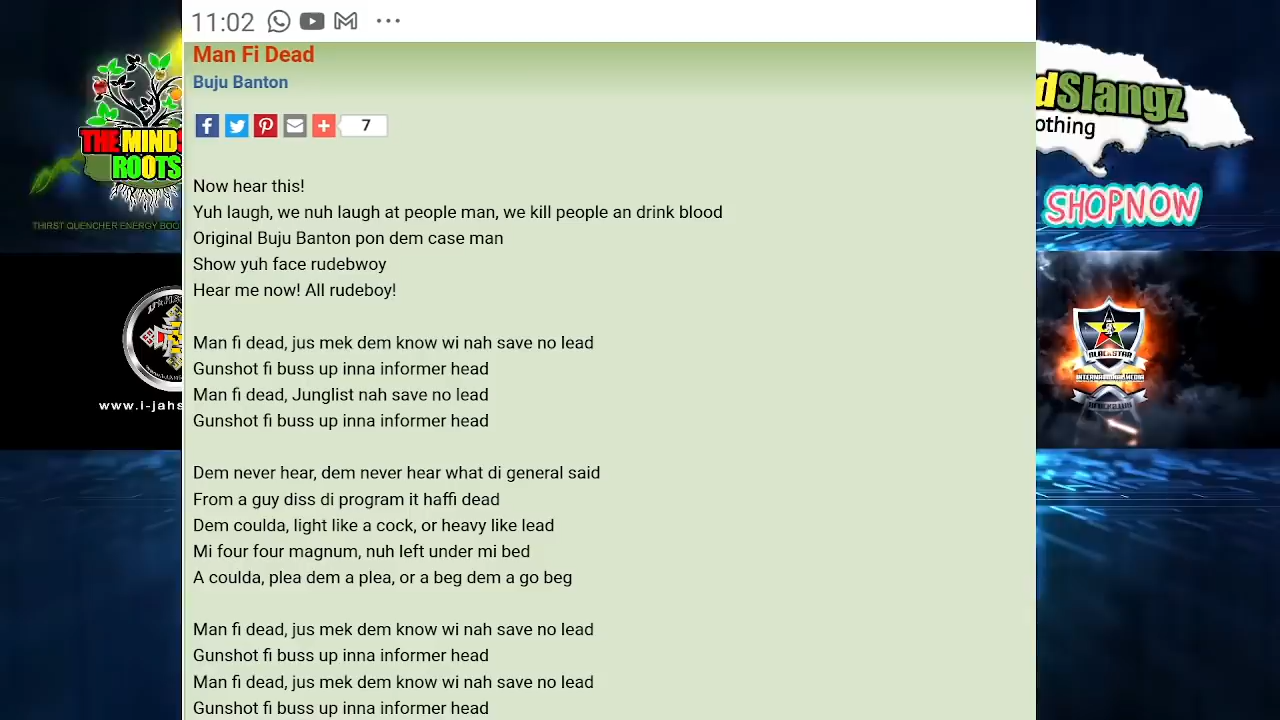 11:02
Man Fi Dead
Buju Banton
7
Now hear this!
Yuh laugh, we nuh laugh at people man, we kill people an drink blood
Original Buju Banton pon dem case man
Show yuh face rudebwoy
Hear me now! All rudeboy!
Man fi dead, jus mek dem know wi nah save no lead
Gunshot fi buss up inna informer head
Man fi dead, Junglist nah save no lead
Gunshot fi buss up inna informer head
Dem never hear, dem never hear what di general said
From a guy diss di program it haffi dead
Dem coulda, light like a cock, or heavy like lead
Mi four four magnum, nuh left under mi bed
A coulda, plea dem a plea, or a beg dem a go beg
Man fi dead, jus mek dem know wi nah save no lead
Gunshot fi buss up inna informer head
Man fi dead, jus mek dem know wi nah save no lead
Gunshot fi buss up inna informer head
THE MIND
ROOTS
THIRST QUENCHER ENERGY BOO
www.i-jahs
dSlangz
othing
SHOPNOW
BLACKSTAR
INTERNATIONAL MEDIA